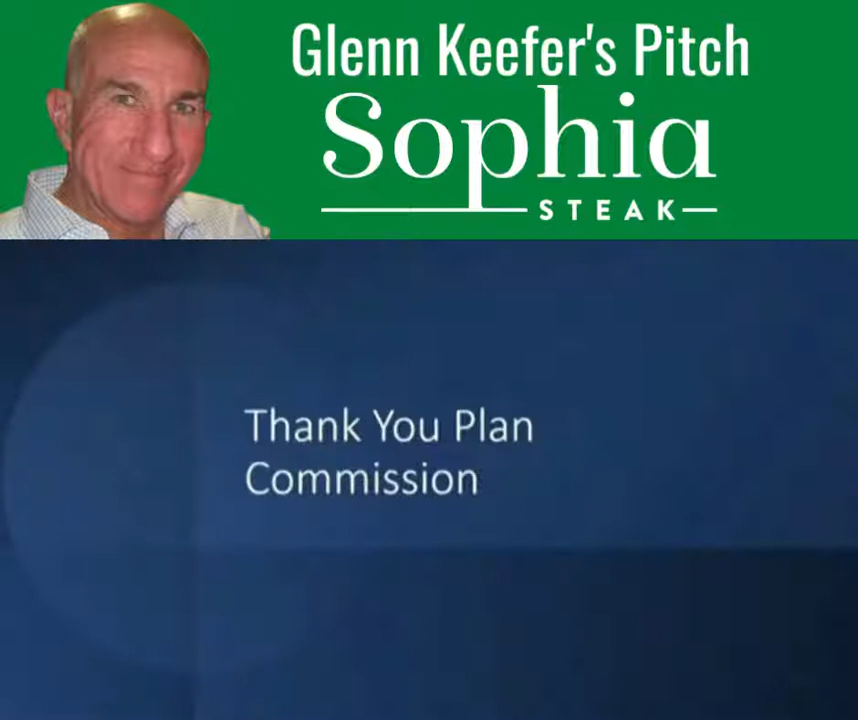 Glenn Keefer's Pitch
Sophia
STEAK
Thank You Plan
Commission